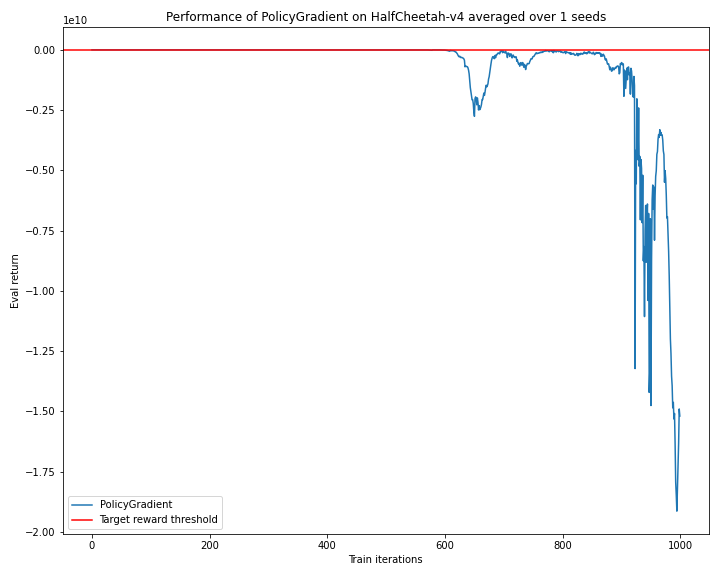 Performance of PolicyGradient on HalfCheetah-v4 averaged over 1 seeds
1e10
0.00
−0.25
−0.50
−0.75
−1.00
−1.25
−1.50
−1.75
−2.00
Eval return
PolicyGradient
Target reward threshold
0 200 400 600 800 1000
Train iterations